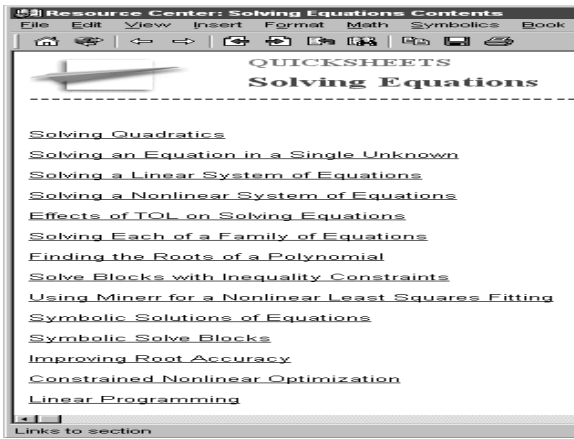 Resource Center: Solving Equations Contents
File Edit View Insert Format Math Symbolics Book
QUICKSHEETS
Solving Equations
Solving Quadratics
Solving an Equation in a Single Unknown
Solving a Linear System of Equations
Solving a Nonlinear System of Equations
Effects of TOL on Solving Equations
Solving Each of a Family of Equations
Finding the Roots of a Polynomial
Solve Blocks with Inequality Constraints
Using Minerr for a Nonlinear Least Squares Fitting
Symbolic Solutions of Equations
Symbolic Solve Blocks
Improving Root Accuracy
Constrained Nonlinear Optimization
Linear Programming
Links to section